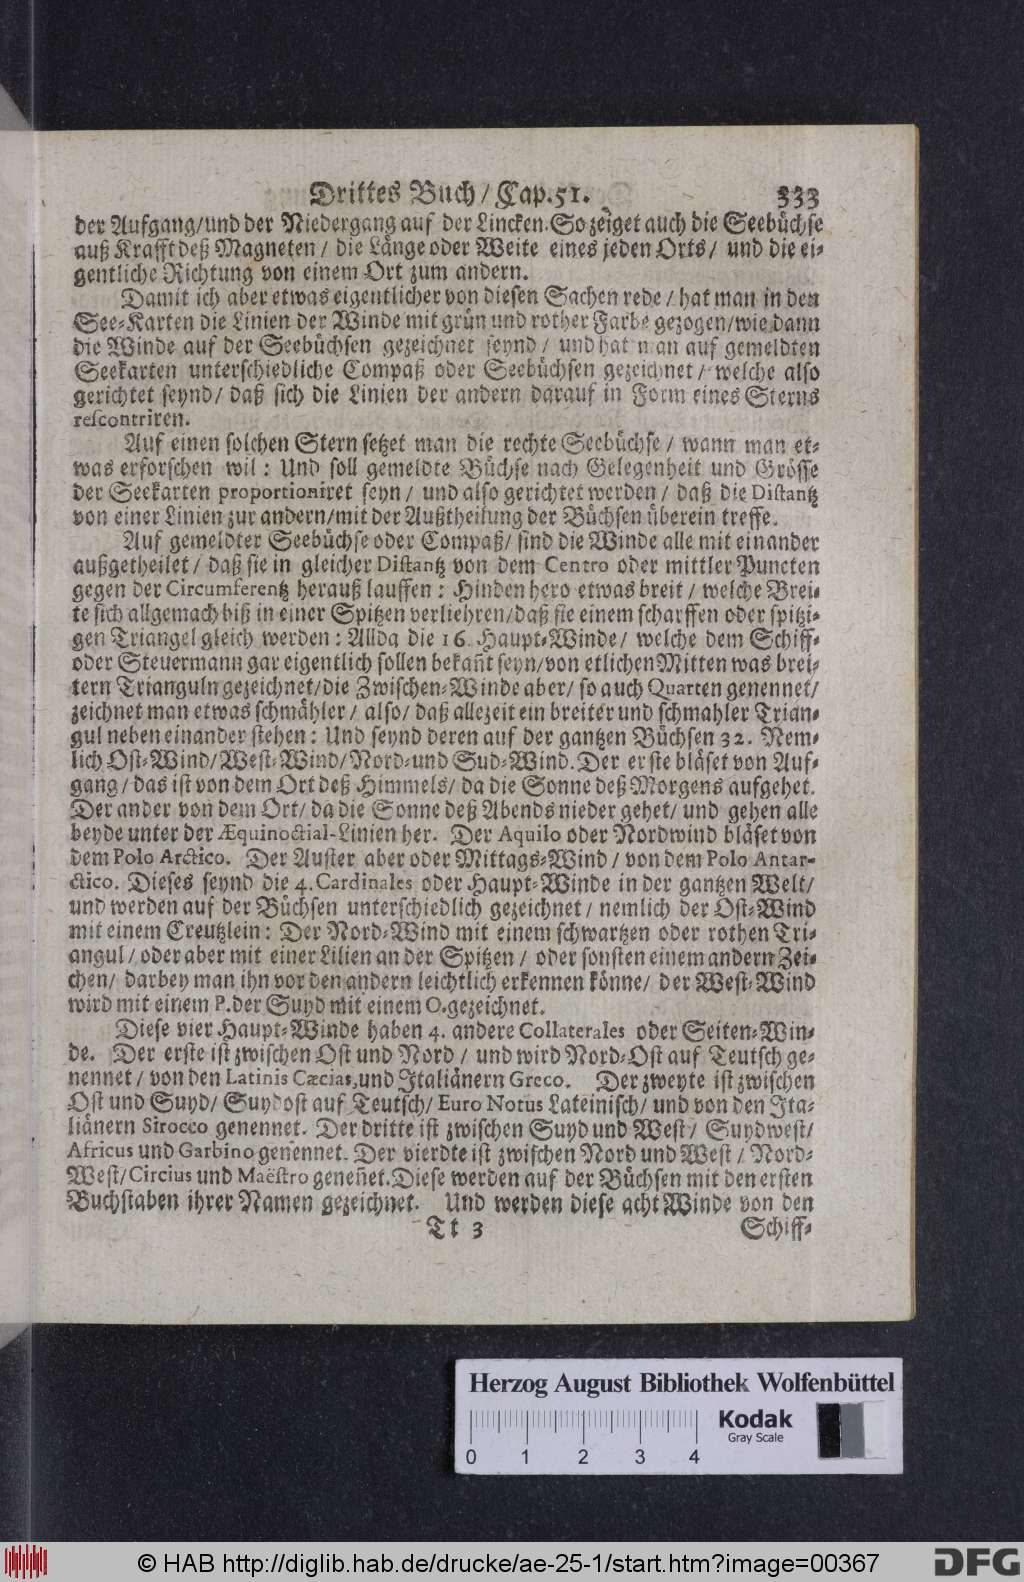 Drittes Buch / Cap. 51. 333
der Aufgang/und der Niedergang auf der Lincken. So zeiget auch die Seebüchse
auß Krafft deß Magneten / die Länge oder Weite eines jeden Orts / und die ei-
gentliche Richtung von einem Ort zum andern.
Damit ich aber etwas eigentlicher von diesen Sachen rede / hat man in den
See-Karten die Linien der Winde mit grün und rother Farbe gezogen/wie dann
die Winde auf der Seebüchsen gezeichnet seynd / und hat man auf gemeldten
Seekarten unterschiedliche Compaß oder Seebüchsen gezeichnet / welche also
gerichtet seynd / daß sich die Linien der andern darauf in Form eines Sterns
rescontriren.
Auf einen solchen Stern setzet man die rechte Seebüchse / wann man et-
was erforschen wil : Und soll gemeldte Büchse nach Gelegenheit und Grösse
der Seekarten proportioniret seyn / und also gerichtet werden / daß die Distantz
von einer Linien zur andern/mit der Außtheilung der Büchsen überein treffe.
Auf gemeldter Seebüchse oder Compaß/ sind die Winde alle mit einander
außgetheilet / daß sie in gleicher Distantz von dem Centro oder mittler Puncten
gegen der Circumferentz herauß lauffen : Hinden hero etwas breit / welche Brei-
te sich allgemach biß in einer Spitzen verliehren/daß sie einem scharffen oder spitzi-
gen Triangel gleich werden : Allda die 16. Haupt-Winde / welche dem Schiff-
oder Steuermann gar eigentlich sollen bekañt seyn/von etlichen Mitten was brei-
tern Trianguln gezeichnet/die Zwischen-Winde aber/ so auch Quarten genennet/
zeichnet man etwas schmähler / also/ daß allezeit ein breiter und schmahler Trian-
gul neben einander stehen : Und seynd deren auf der gantzen Büchsen 32. Nem-
lich Ost-Wind/West-Wind/Nord-und Sud-Wind. Der erste bläset von Auf-
gang / das ist von dem Ort deß Himmels / da die Sonne deß Morgens aufgehet.
Der ander von dem Ort/ da die Sonne deß Abends nieder gehet/ und gehen alle
beyde unter der Æquinoctial-Linien her. Der Aquilo oder Nordwind bläset von
dem Polo Arctico. Der Auster aber oder Mittags-Wind / von dem Polo Antar-
ctico. Dieses seynd die 4. Cardinales oder Haupt-Winde in der gantzen Welt/
und werden auf der Büchsen unterschiedlich gezeichnet / nemlich der Ost-Wind
mit einem Creutzlein : Der Nord-Wind mit einem schwartzen oder rothen Tri-
angul / oder aber mit einer Lilien an der Spitzen / oder sonsten einem andern Zei-
chen/ darbey man ihn vor den andern leichtlich erkennen könne / der West-Wind
wird mit einem P. der Suyd mit einem O. gezeichnet.
Diese vier Haupt-Winde haben 4. andere Collaterales oder Seiten-Win-
de. Der erste ist zwischen Ost und Nord / und wird Nord-Ost auf Teutsch ge-
nennet / von den Latinis Cæcias, und Italiänern Greco. Der zweyte ist zwischen
Ost und Suyd/ Suydost auf Teutsch/ Euro Notus Lateinisch/ und von den Ita-
liänern Sirocco genennet. Der dritte ist zwischen Suyd und West/ Suydwest/
Africus und Garbino genennet. Der vierdte ist zwischen Nord und West / Nord-
West/ Circius und Maëstro geneñet. Diese werden auf der Büchsen mit den ersten
Buchstaben ihrer Namen gezeichnet. Und werden diese acht Winde von den
Tt 3 Schiff-
Herzog August Bibliothek Wolfenbüttel
Kodak
Gray Scale
0 1 2 3 4
© HAB http://diglib.hab.de/drucke/ae-25-1/start.htm?image=00367
DFG